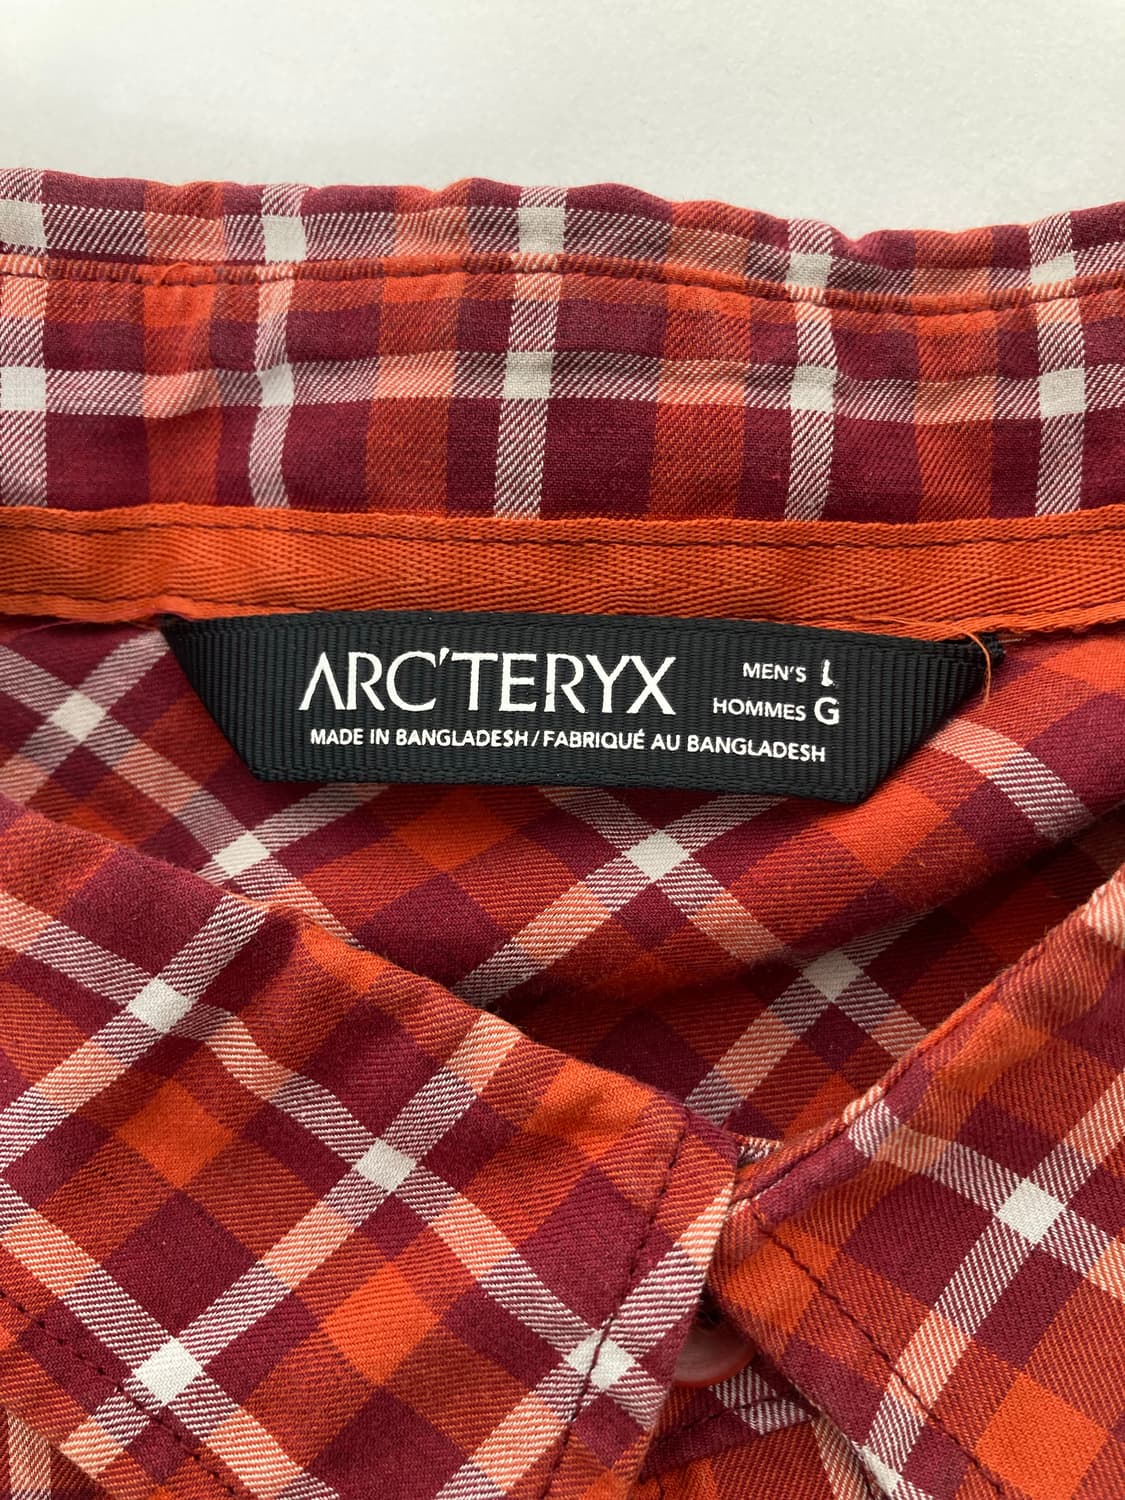 ARC'TERYX
MEN'S L
HOMMES G
MADE IN BANGLADESH/FABRIQUÉ AU BANGLADESH